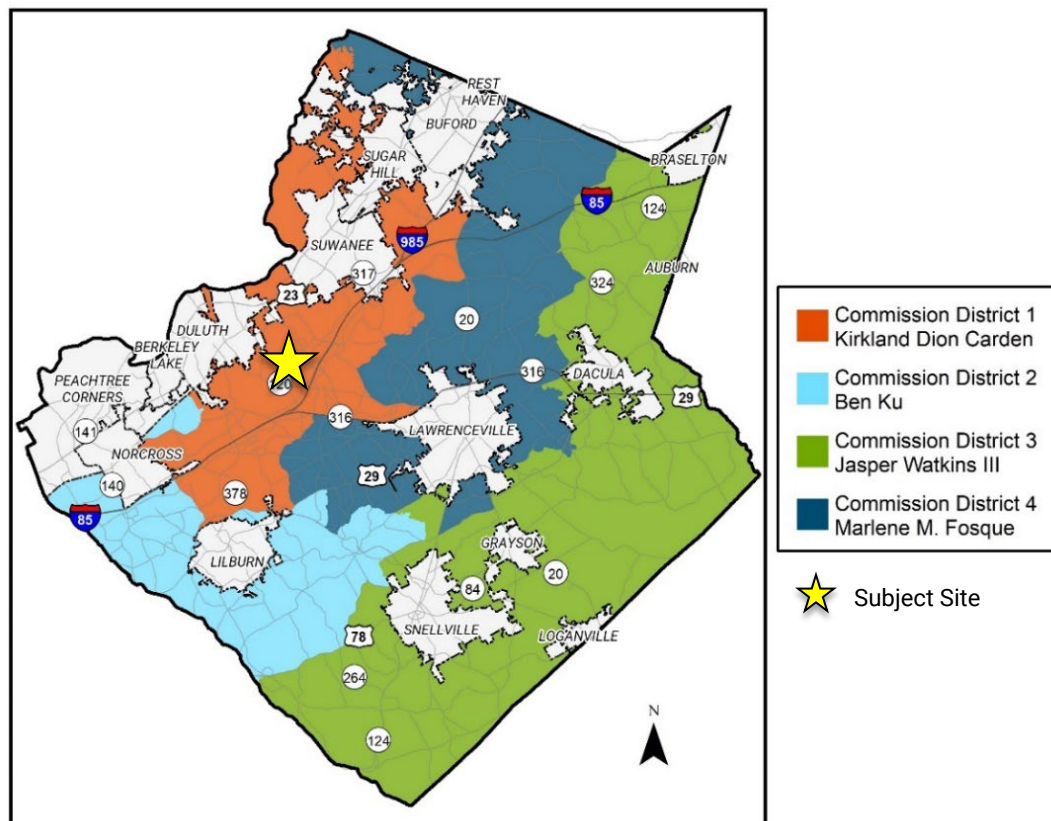 REST
HAVEN
BUFORD
BRASELTON
SUGAR
HILL
85
124
SUWANEE
985
317
AUBURN
324
23
DULUTH
20
BERKELEY
LAKE
PEACHTREE
CORNERS
20
316
DACULA
29
141
316
LAWRENCEVILLE
NORCROSS
29
140
378
85
LILBURN
GRAYSON
20
84
SNELLVILLE
78
LOGANVILLE
264
124
N
Commission District 1
Kirkland Dion Carden
Commission District 2
Ben Ku
Commission District 3
Jasper Watkins III
Commission District 4
Marlene M. Fosque
Subject Site